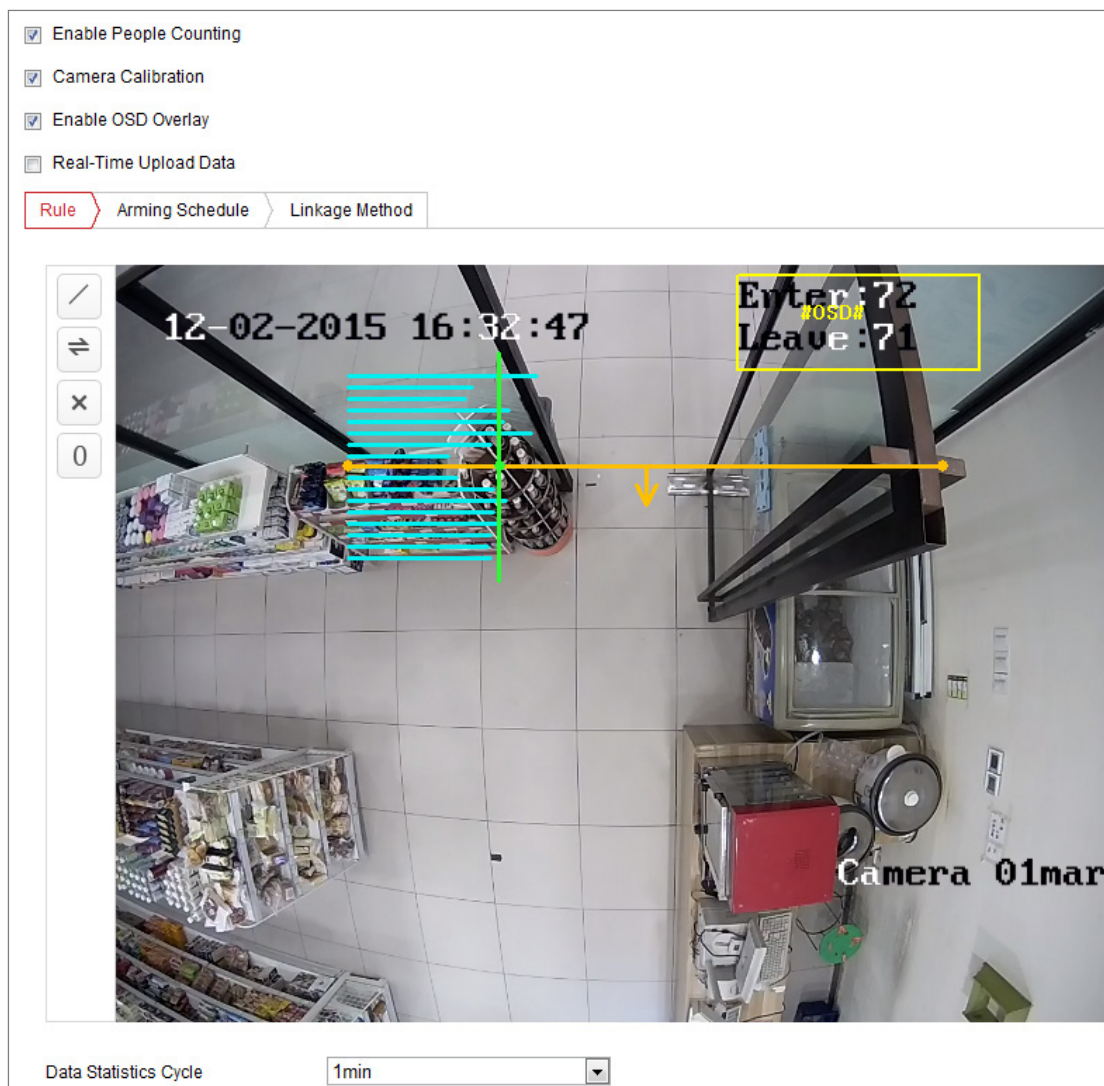 Enable People Counting
Camera Calibration
Enable OSD Overlay
Real-Time Upload Data
Rule Arming Schedule Linkage Method
12-02-2015 16:32:47
Enter:72
#OSD#
Leave:71
0
Camera 01mar
Data Statistics Cycle 1min